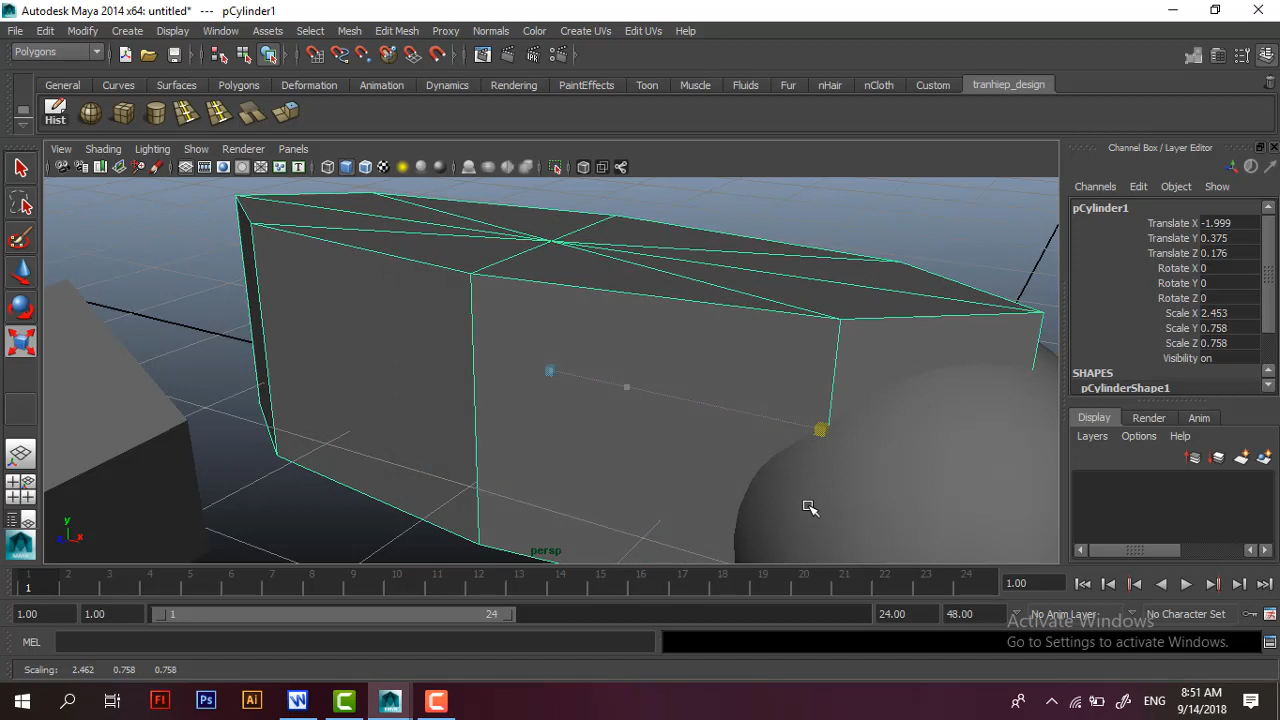 Autodesk Maya 2014 x64: untitled* --- pCylinder1
File Edit Modify Create Display Window Assets Select Mesh Edit Mesh Proxy Normals Color Create UVs Edit UVs Help
Polygons
General Curves Surfaces Polygons Deformation Animation Dynamics Rendering PaintEffects Toon Muscle Fluids Fur nHair nCloth Custom tranhiep_design
Hist
View Shading Lighting Show Renderer Panels
Channel Box / Layer Editor
Channels Edit Object Show
pCylinder1
Translate X -1.999
Translate Y 0.375
Translate Z 0.176
Rotate X 0
Rotate Y 0
Rotate Z 0
Scale X 2.453
Scale Y 0.758
Scale Z 0.758
Visibility on
SHAPES
pCylinderShape1
Display Render Anim
Layers Options Help
y
x
z
persp
1 2 3 4 5 6 7 8 9 10 11 12 13 14 15 16 17 18 19 20 21 22 23 24
1
1.00
1.00 1.00 1 24 24.00 48.00 No Anim Layer No Character Set
Activate Windows
Go to Settings to activate Windows.
MEL
Scaling: 2.462 0.758 0.758
Fl Ps Ai W C C
ENG
8:51 AM
9/14/2018